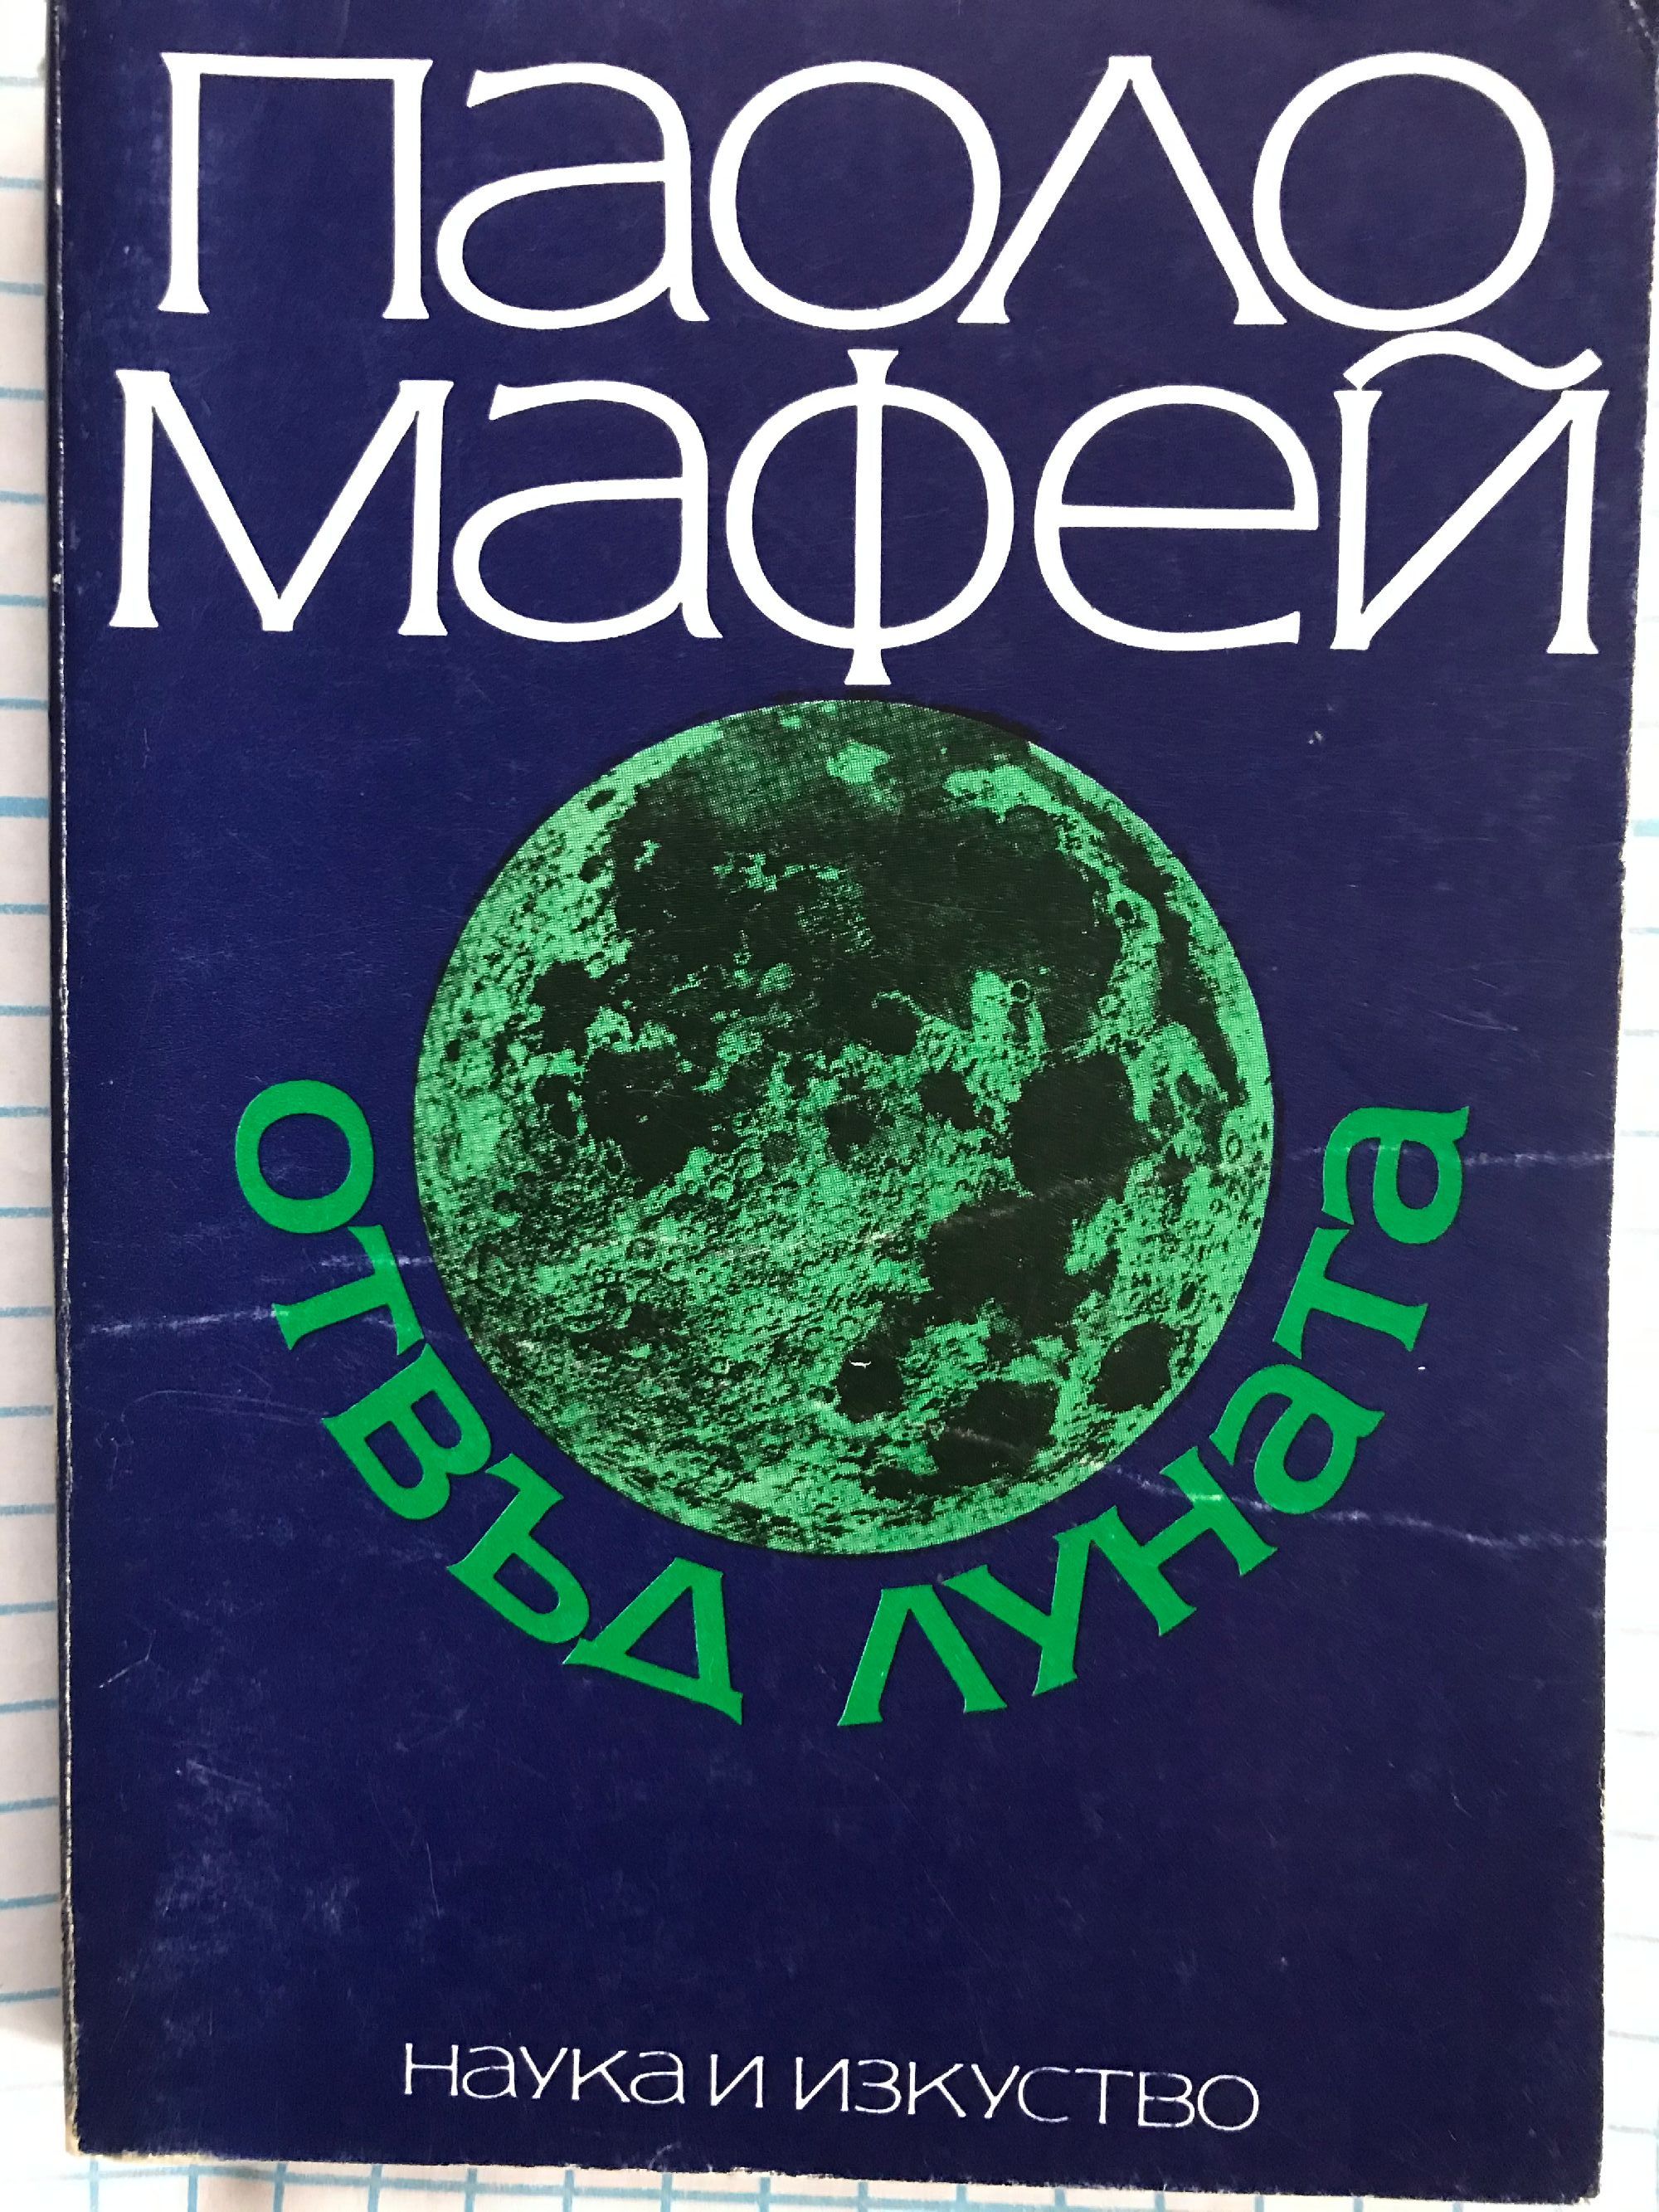 Паоло
Мафей
отвъд луната
наука и изкуство